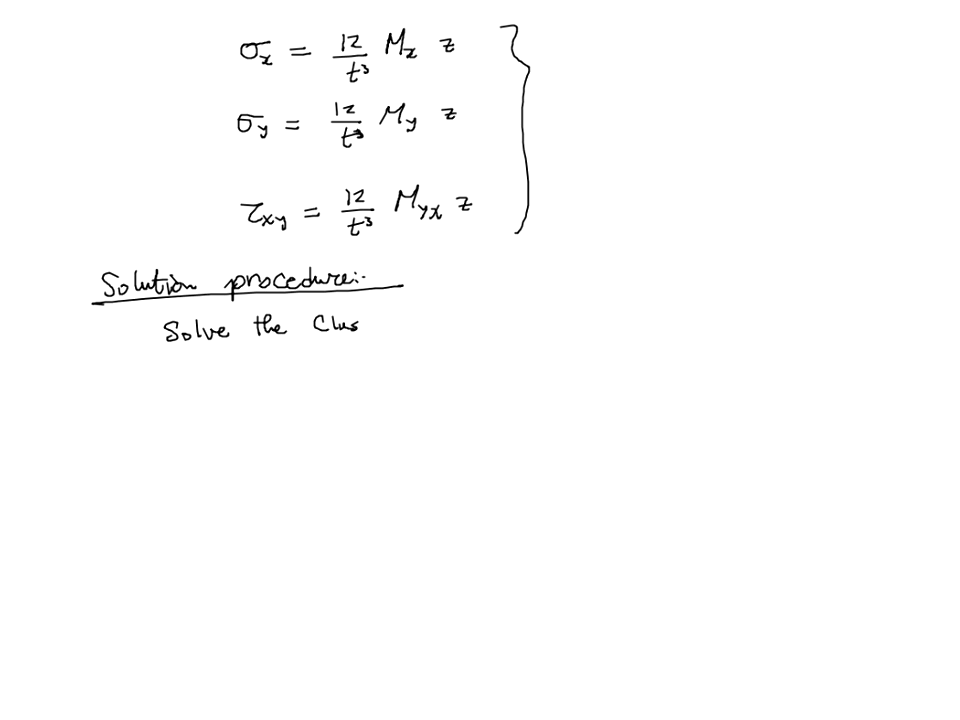 σx = 12/t³ Mx z
σy = 12/t³ My z
τxy = 12/t³ Myx z
Solution procedure:-
Solve the Clas